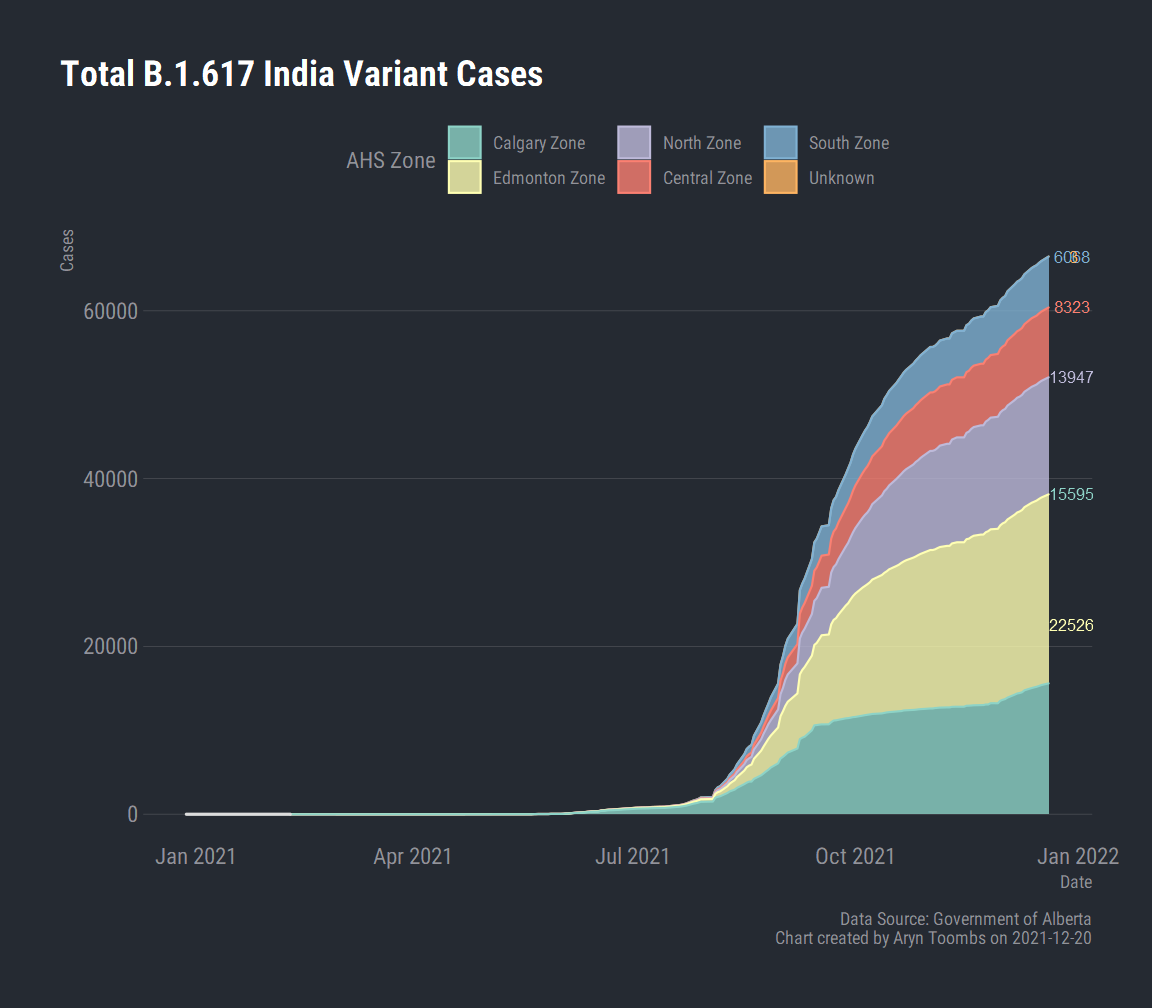 Total B.1.617 India Variant Cases
AHS Zone
Calgary Zone North Zone South Zone
Edmonton Zone Central Zone Unknown
Cases
6068
60000
8323
13947
40000
15595
22526
20000
0
Jan 2021 Apr 2021 Jul 2021 Oct 2021 Jan 2022
Date
Data Source: Government of Alberta
Chart created by Aryn Toombs on 2021-12-20